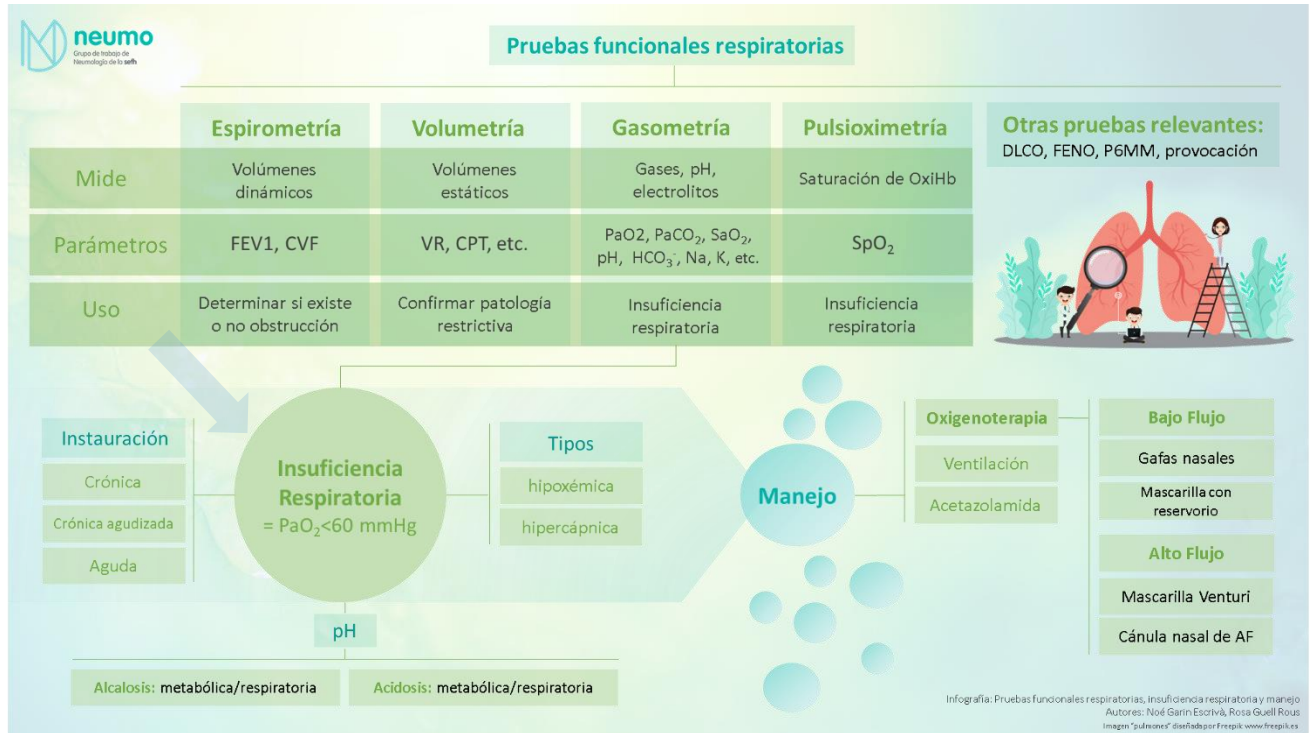 neumo
Grupo de trabajo de
Neumología de la sefh
Pruebas funcionales respiratorias
Espirometría
Volumetría
Gasometría
Pulsioximetría
Otras pruebas relevantes:
DLCO, FENO, P6MM, provocación
Mide
Volúmenes
dinámicos
Volúmenes
estáticos
Gases, pH,
electrolitos
Saturación de OxiHb
Parámetros
FEV1, CVF
VR, CPT, etc.
PaO2, PaCO₂, SaO₂,
pH, HCO₃⁻, Na, K, etc.
SpO₂
Uso
Determinar si existe
o no obstrucción
Confirmar patología
restrictiva
Insuficiencia
respiratoria
Insuficiencia
respiratoria
Instauración
Crónica
Crónica agudizada
Aguda
Insuficiencia
Respiratoria
= PaO₂<60 mmHg
Tipos
hipoxémica
hipercápnica
pH
Alcalosis: metabólica/respiratoria
Acidosis: metabólica/respiratoria
Manejo
Oxigenoterapia
Ventilación
Acetazolamida
Bajo Flujo
Gafas nasales
Mascarilla con
reservorio
Alto Flujo
Mascarilla Venturi
Cánula nasal de AF
Infografía: Pruebas funcionales respiratorias, insuficiencia respiratoria y manejo
Autores: Noé Garin Escrivà, Rosa Guell Rous
Imagen "pulmones" diseñada por Freepik www.freepik.es